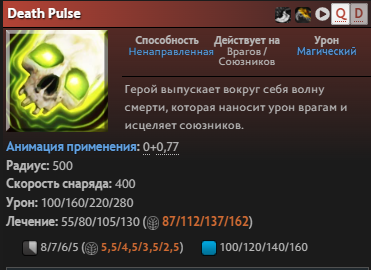 Death Pulse
Q D
Способность
Ненаправленная
Действует на
Врагов /
Союзников
Урон
Магический
Герой выпускает вокруг себя волну
смерти, которая наносит урон врагам и
исцеляет союзников.
Анимация применения: 0+0,77
Радиус: 500
Скорость снаряда: 400
Урон: 100/160/220/280
Лечение: 55/80/105/130 ( 87/112/137/162)
8/7/6/5 ( 5,5/4,5/3,5/2,5) 100/120/140/160